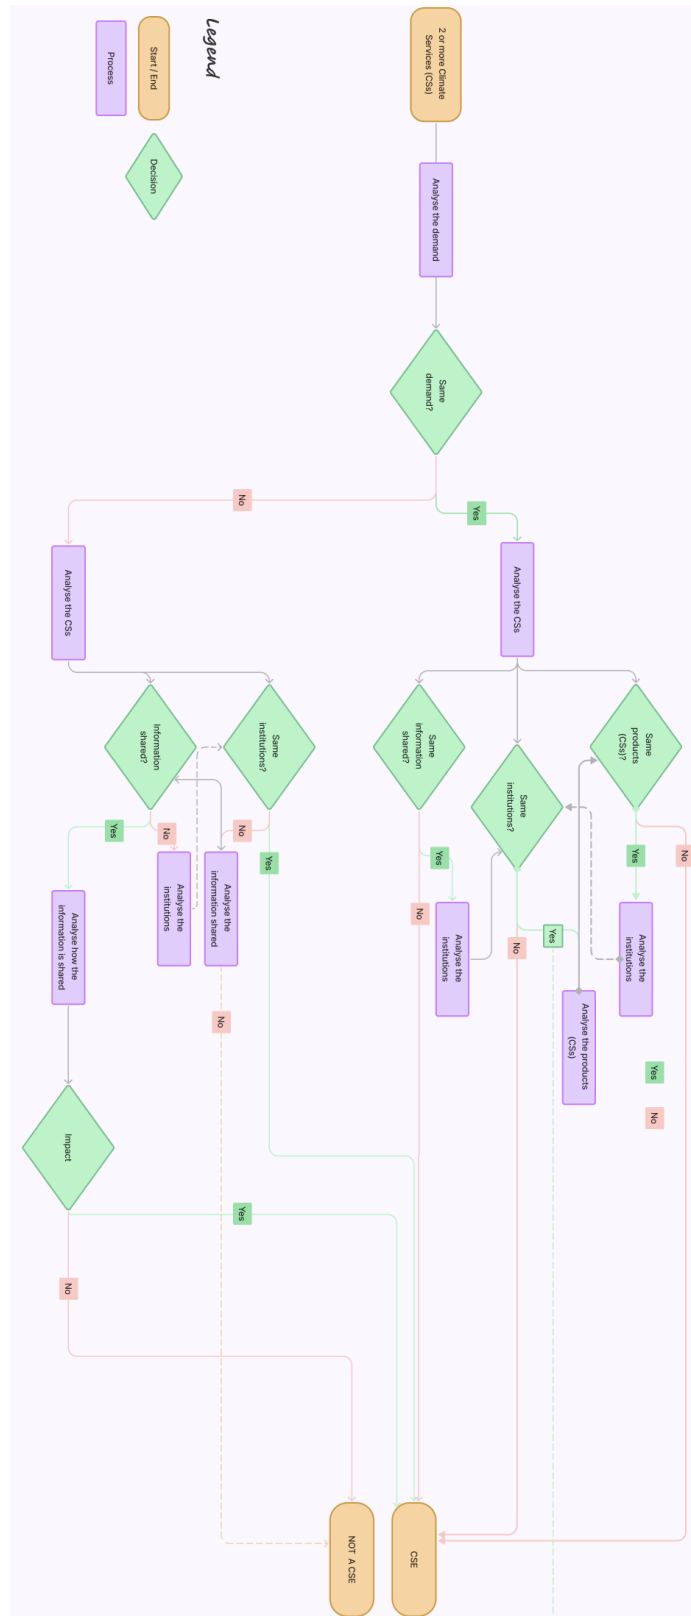 Legend
Start / End
Process
Decision
2 or more Climate
Services (CSs)
Analyse the demand
Same
demand?
Yes
No
Analyse the CSs
Same
products
(CSs)?
Same
institutions?
Same
information
shared?
Yes
No
Analyse the
institutions
Yes
No
Analyse the products
(CSs)
Yes
No
Analyse the
institutions
Yes
No
Analyse the CSs
Same
institutions?
Information
shared?
Yes
No
Analyse the
information shared
No
No
Analyse the
institutions
Yes
Analyse how the
information is shared
Impact
Yes
No
CSE
NOT A CSE